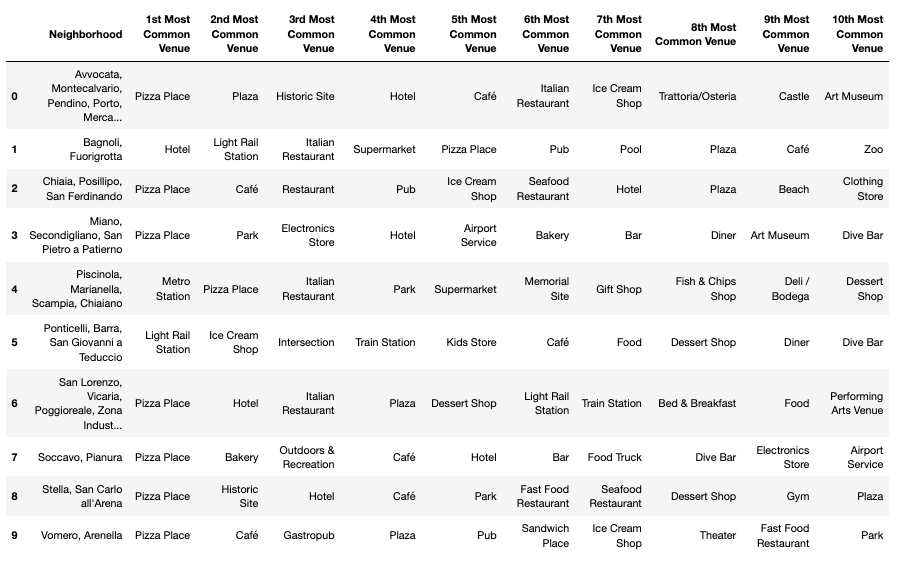 Neighborhood 1st Most Common Venue 2nd Most Common Venue 3rd Most Common Venue 4th Most Common Venue 5th Most Common Venue 6th Most Common Venue 7th Most Common Venue 8th Most Common Venue 9th Most Common Venue 10th Most Common Venue
0 Avvocata, Montecalvario, Pendino, Porto, Merca... Pizza Place Plaza Historic Site Hotel Café Italian Restaurant Ice Cream Shop Trattoria/Osteria Castle Art Museum
1 Bagnoli, Fuorigrotta Hotel Light Rail Station Italian Restaurant Supermarket Pizza Place Pub Pool Plaza Café Zoo
2 Chiaia, Posillipo, San Ferdinando Pizza Place Café Restaurant Pub Ice Cream Shop Seafood Restaurant Hotel Plaza Beach Clothing Store
3 Miano, Secondigliano, San Pietro a Patierno Pizza Place Park Electronics Store Hotel Airport Service Bakery Bar Diner Art Museum Dive Bar
4 Piscinola, Marianella, Scampia, Chiaiano Metro Station Pizza Place Italian Restaurant Park Supermarket Memorial Site Gift Shop Fish & Chips Shop Deli / Bodega Dessert Shop
5 Ponticelli, Barra, San Giovanni a Teduccio Light Rail Station Ice Cream Shop Intersection Train Station Kids Store Café Food Dessert Shop Diner Dive Bar
6 San Lorenzo, Vicaria, Poggioreale, Zona Indust... Pizza Place Hotel Italian Restaurant Plaza Dessert Shop Light Rail Station Train Station Bed & Breakfast Food Performing Arts Venue
7 Soccavo, Pianura Pizza Place Bakery Outdoors & Recreation Café Hotel Bar Food Truck Dive Bar Electronics Store Airport Service
8 Stella, San Carlo all'Arena Pizza Place Historic Site Hotel Café Park Fast Food Restaurant Seafood Restaurant Dessert Shop Gym Plaza
9 Vomero, Arenella Pizza Place Café Gastropub Plaza Pub Sandwich Place Ice Cream Shop Theater Fast Food Restaurant Park